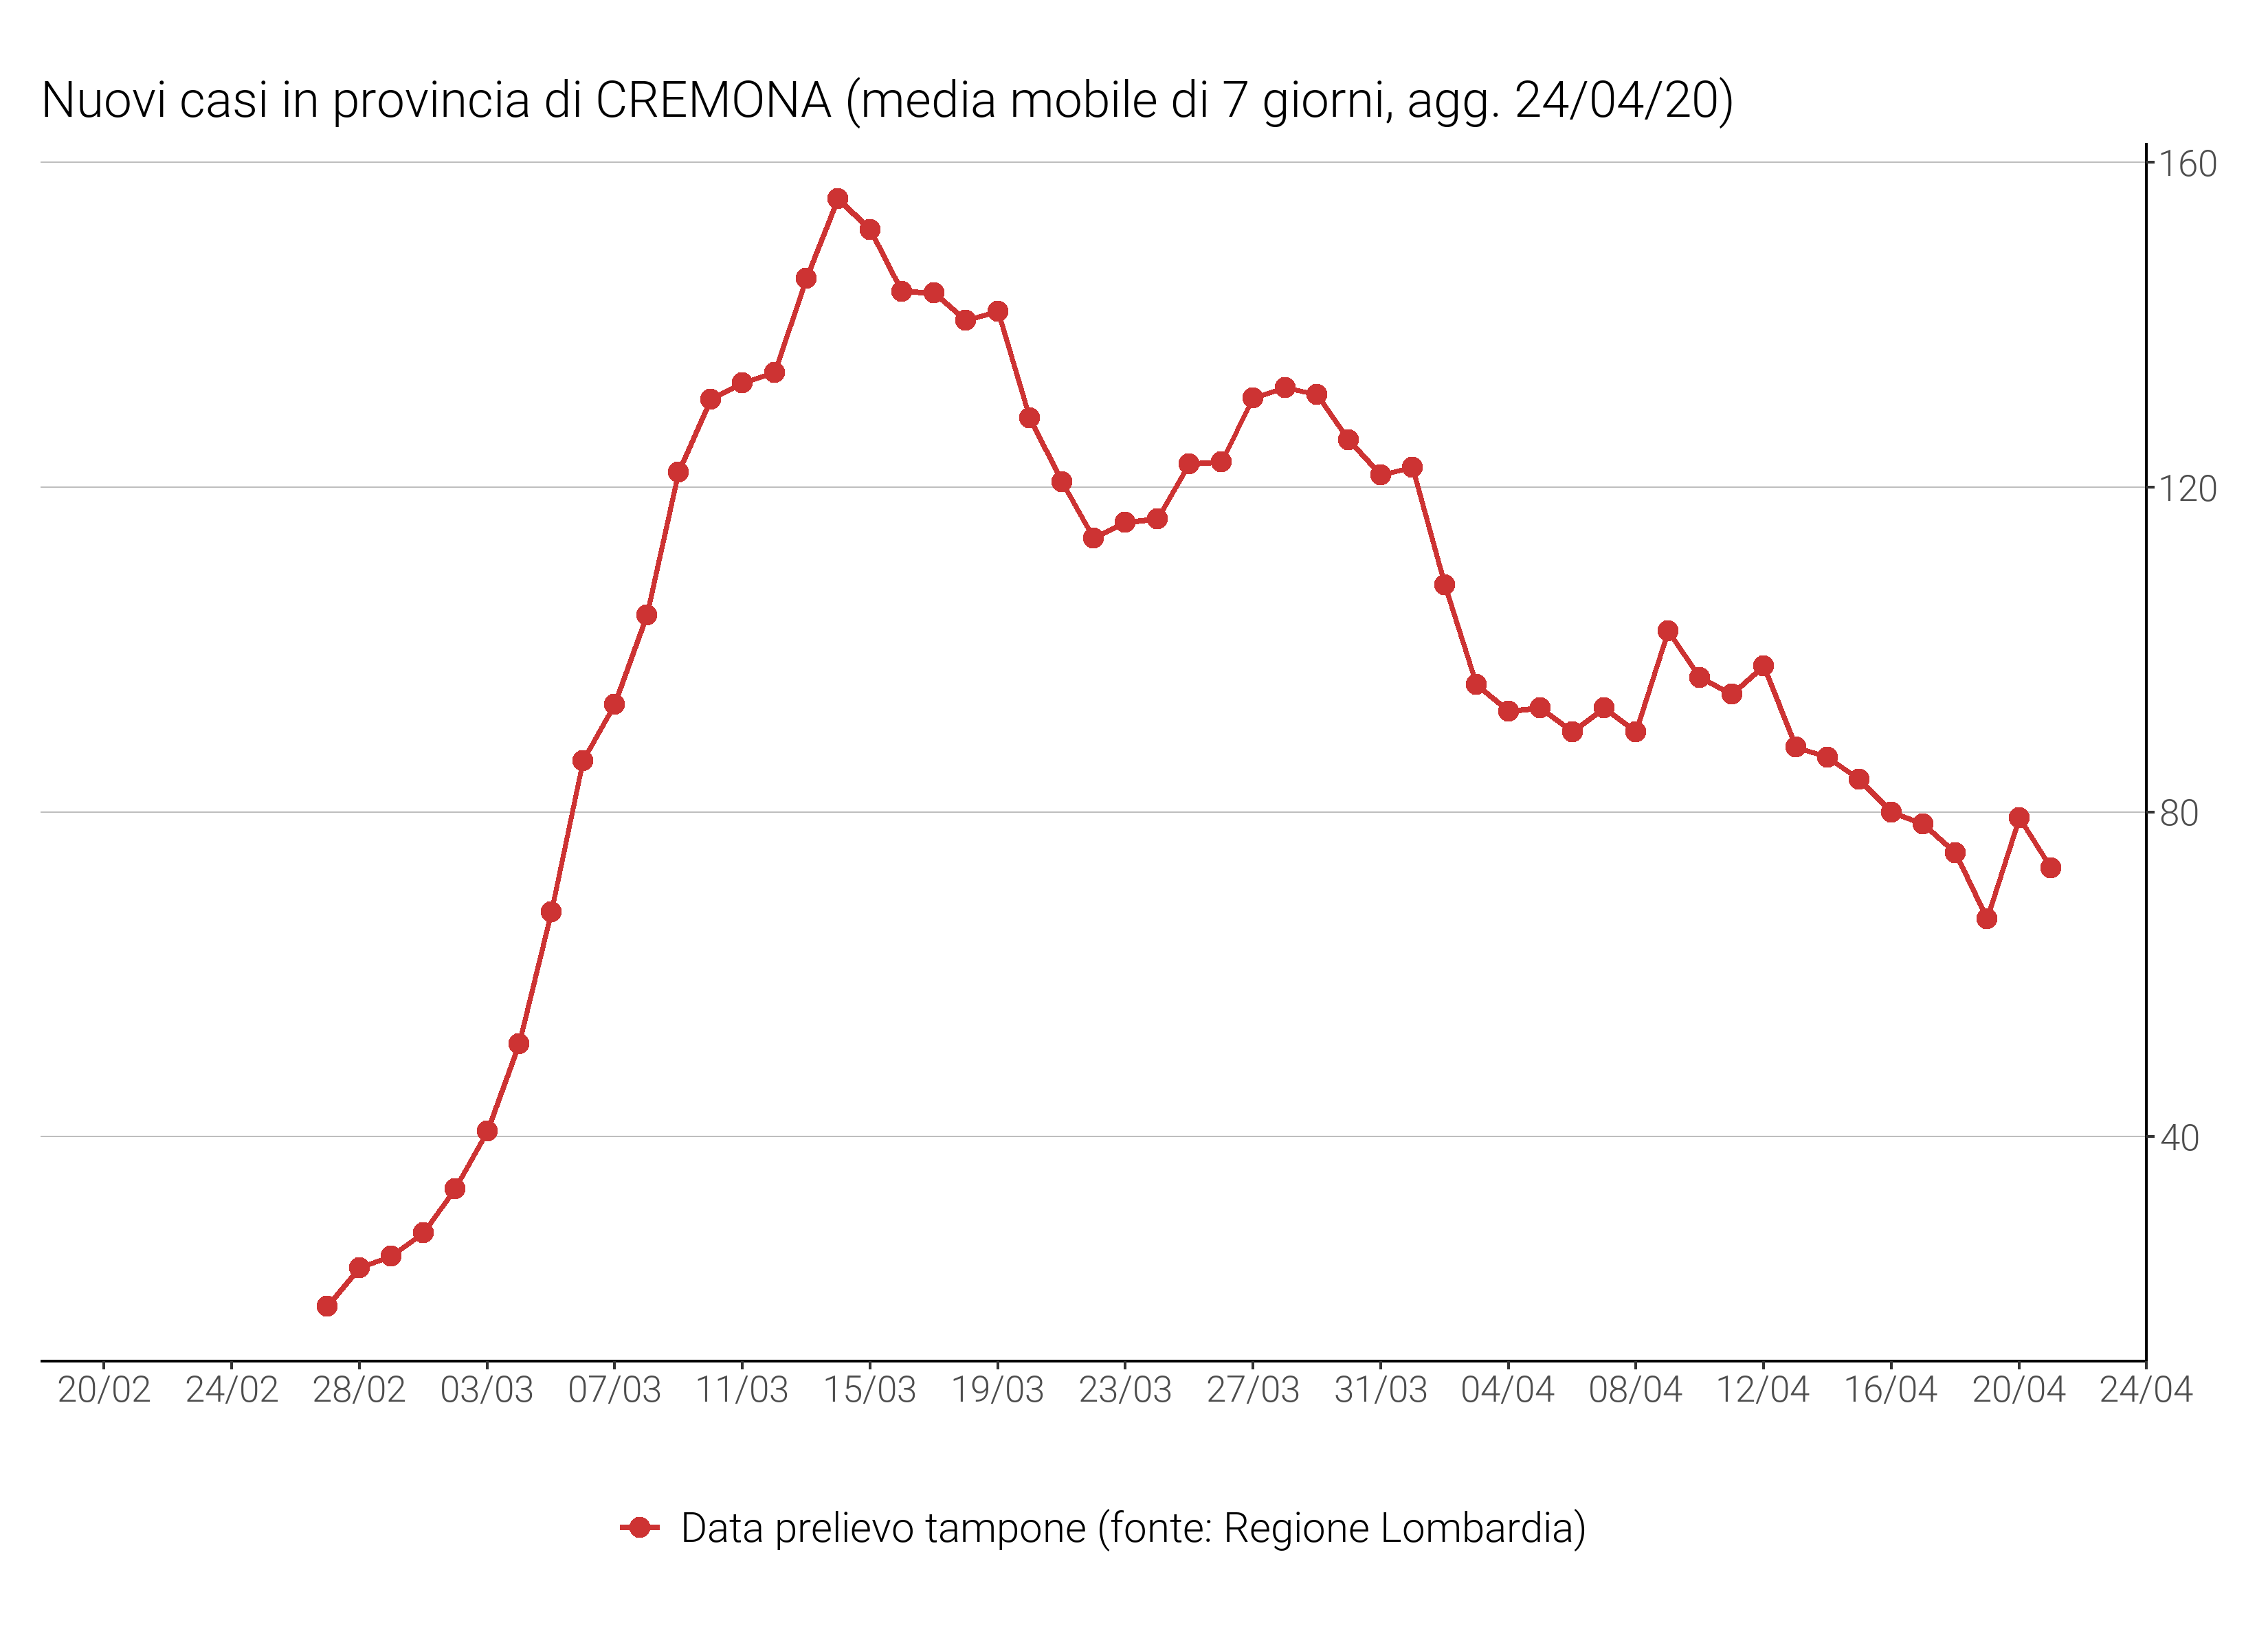 Nuovi casi in provincia di CREMONA (media mobile di 7 giorni, agg. 24/04/20)
160
120
80
40
20/02 24/02 28/02 03/03 07/03 11/03 15/03 19/03 23/03 27/03 31/03 04/04 08/04 12/04 16/04 20/04 24/04
Data prelievo tampone (fonte: Regione Lombardia)